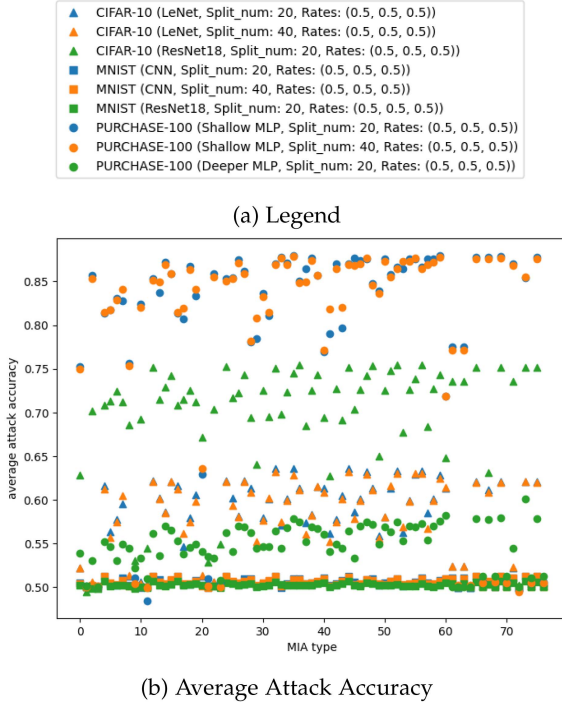 CIFAR-10 (LeNet, Split_num: 20, Rates: (0.5, 0.5, 0.5))
CIFAR-10 (LeNet, Split_num: 40, Rates: (0.5, 0.5, 0.5))
CIFAR-10 (ResNet18, Split_num: 20, Rates: (0.5, 0.5, 0.5))
MNIST (CNN, Split_num: 20, Rates: (0.5, 0.5, 0.5))
MNIST (CNN, Split_num: 40, Rates: (0.5, 0.5, 0.5))
MNIST (ResNet18, Split_num: 20, Rates: (0.5, 0.5, 0.5))
PURCHASE-100 (Shallow MLP, Split_num: 20, Rates: (0.5, 0.5, 0.5))
PURCHASE-100 (Shallow MLP, Split_num: 40, Rates: (0.5, 0.5, 0.5))
PURCHASE-100 (Deeper MLP, Split_num: 20, Rates: (0.5, 0.5, 0.5))
(a) Legend
0.85
0.80
0.75
0.70
0.65
0.60
0.55
0.50
average attack accuracy
0 10 20 30 40 50 60 70
MIA type
(b) Average Attack Accuracy